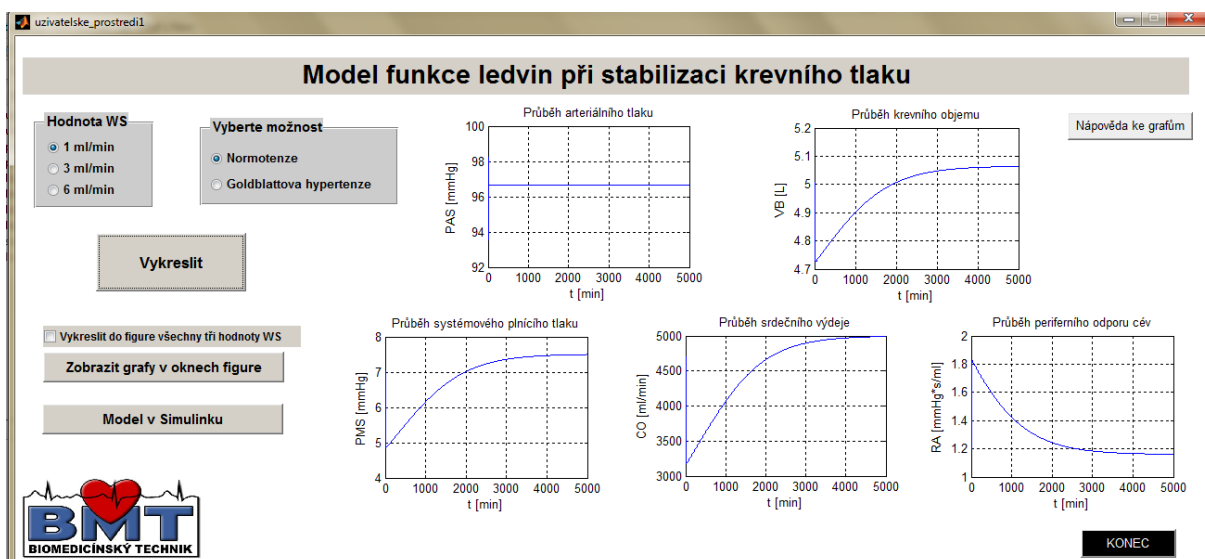 uzivatelske_prostredi1
Model funkce ledvin při stabilizaci krevního tlaku
Hodnota WS
1 ml/min
3 ml/min
6 ml/min
Vyberte možnost
Normotenze
Goldblattova hypertenze
Vykreslit
Vykreslit do figure všechny tři hodnoty WS
Zobrazit grafy v oknech figure
Model v Simulinku
BMT
BIOMEDICÍNSKÝ TECHNIK
Průběh arteriálního tlaku
PAS [mmHg]
100
98
96
94
92
0 1000 2000 3000 4000 5000
t [min]
Průběh krevního objemu
VB [L]
5.2
5.1
5
4.9
4.8
4.7
0 1000 2000 3000 4000 5000
t [min]
Nápověda ke grafům
Průběh systémového plnícího tlaku
PMS [mmHg]
8
7
6
5
4
0 1000 2000 3000 4000 5000
t [min]
Průběh srdečního výdeje
CO [ml/min]
5000
4500
4000
3500
3000
0 1000 2000 3000 4000 5000
t [min]
Průběh periferního odporu cév
RA [mmHg*s/ml]
2
1.8
1.6
1.4
1.2
1
0 1000 2000 3000 4000 5000
t [min]
KONEC